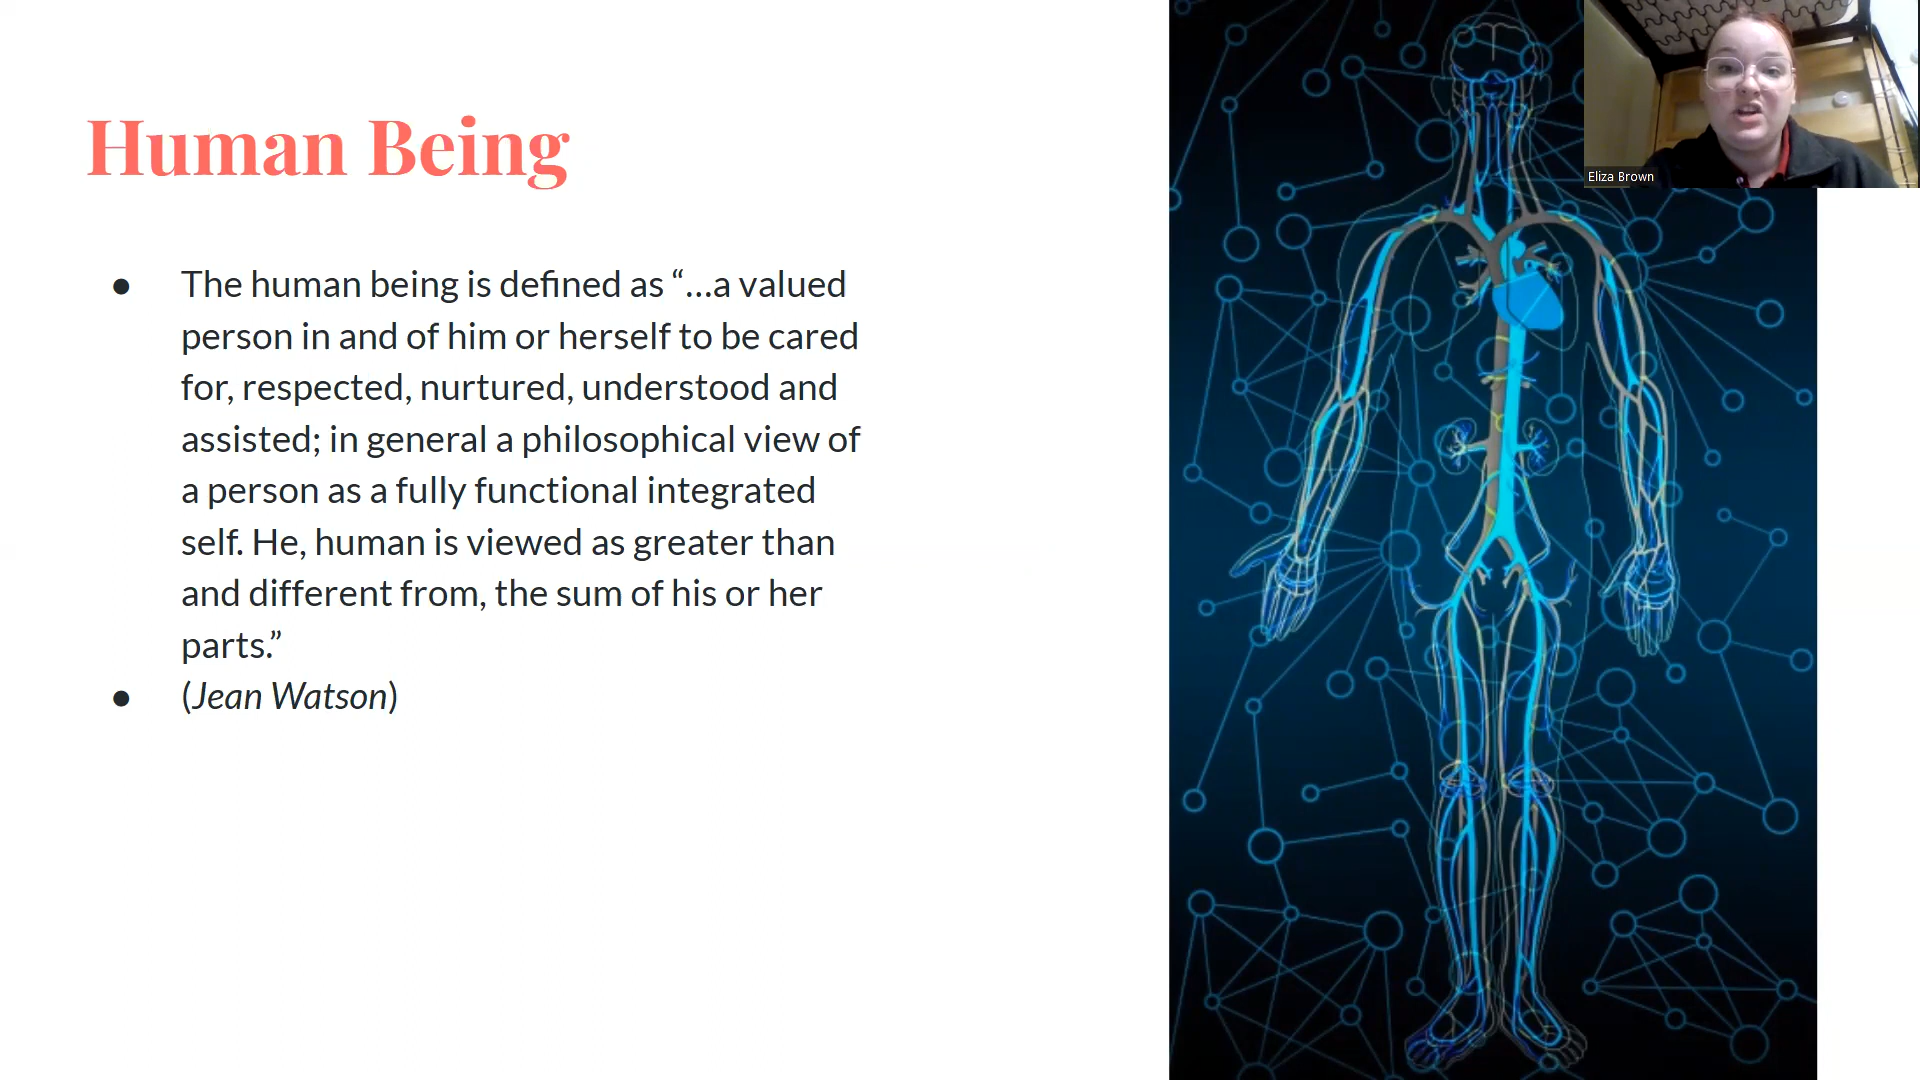 Human Being
● The human being is defined as “…a valued
person in and of him or herself to be cared
for, respected, nurtured, understood and
assisted; in general a philosophical view of
a person as a fully functional integrated
self. He, human is viewed as greater than
and different from, the sum of his or her
parts.”
● (Jean Watson)
Eliza Brown